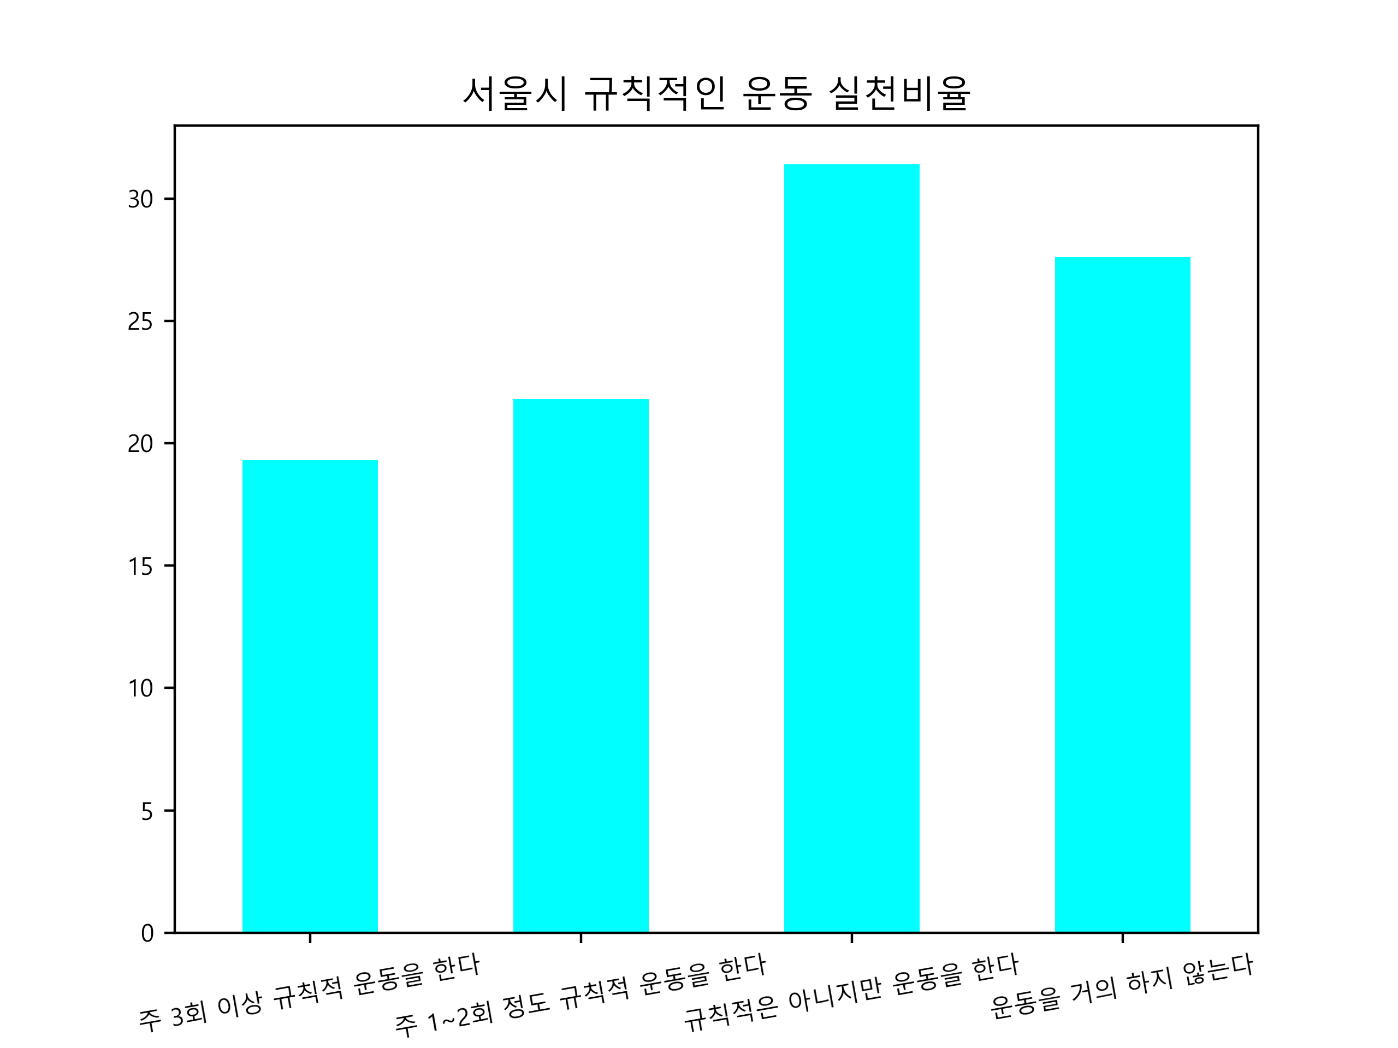 서울시 규칙적인 운동 실천비율
30
25
20
15
10
5
0
주 3회 이상 규칙적 운동을 한다
주 1~2회 정도 규칙적 운동을 한다
규칙적은 아니지만 운동을 한다
운동을 거의 하지 않는다